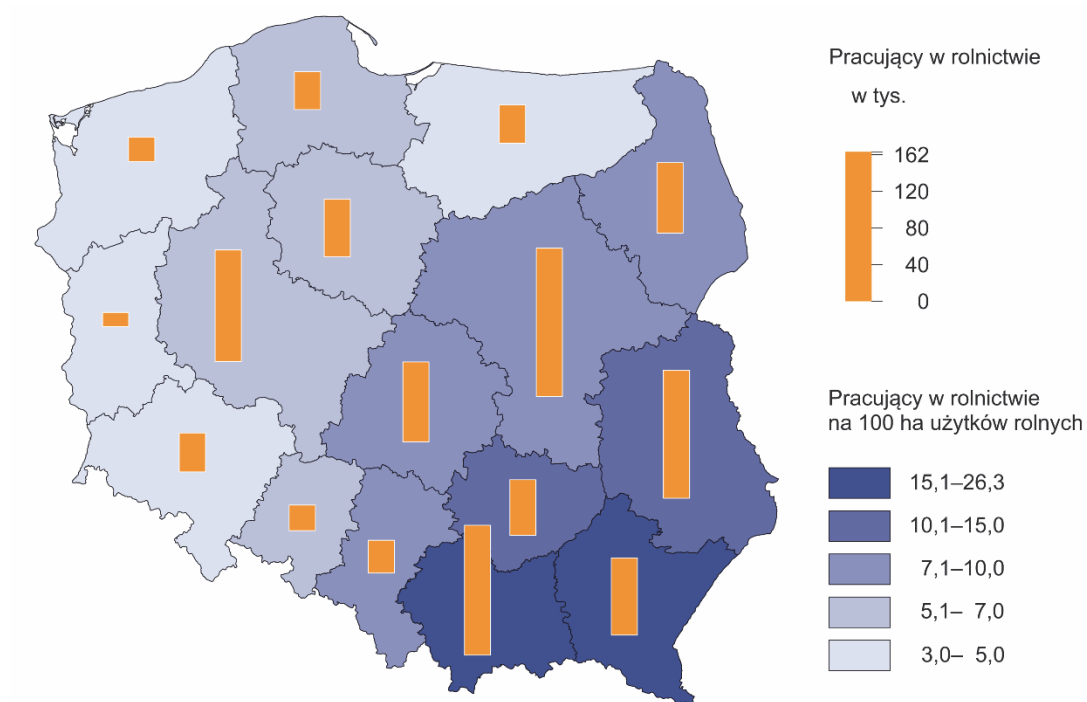 Pracujący w rolnictwie
w tys.
162
120
80
40
0
Pracujący w rolnictwie
na 100 ha użytków rolnych
15,1–26,3
10,1–15,0
7,1–10,0
5,1– 7,0
3,0– 5,0